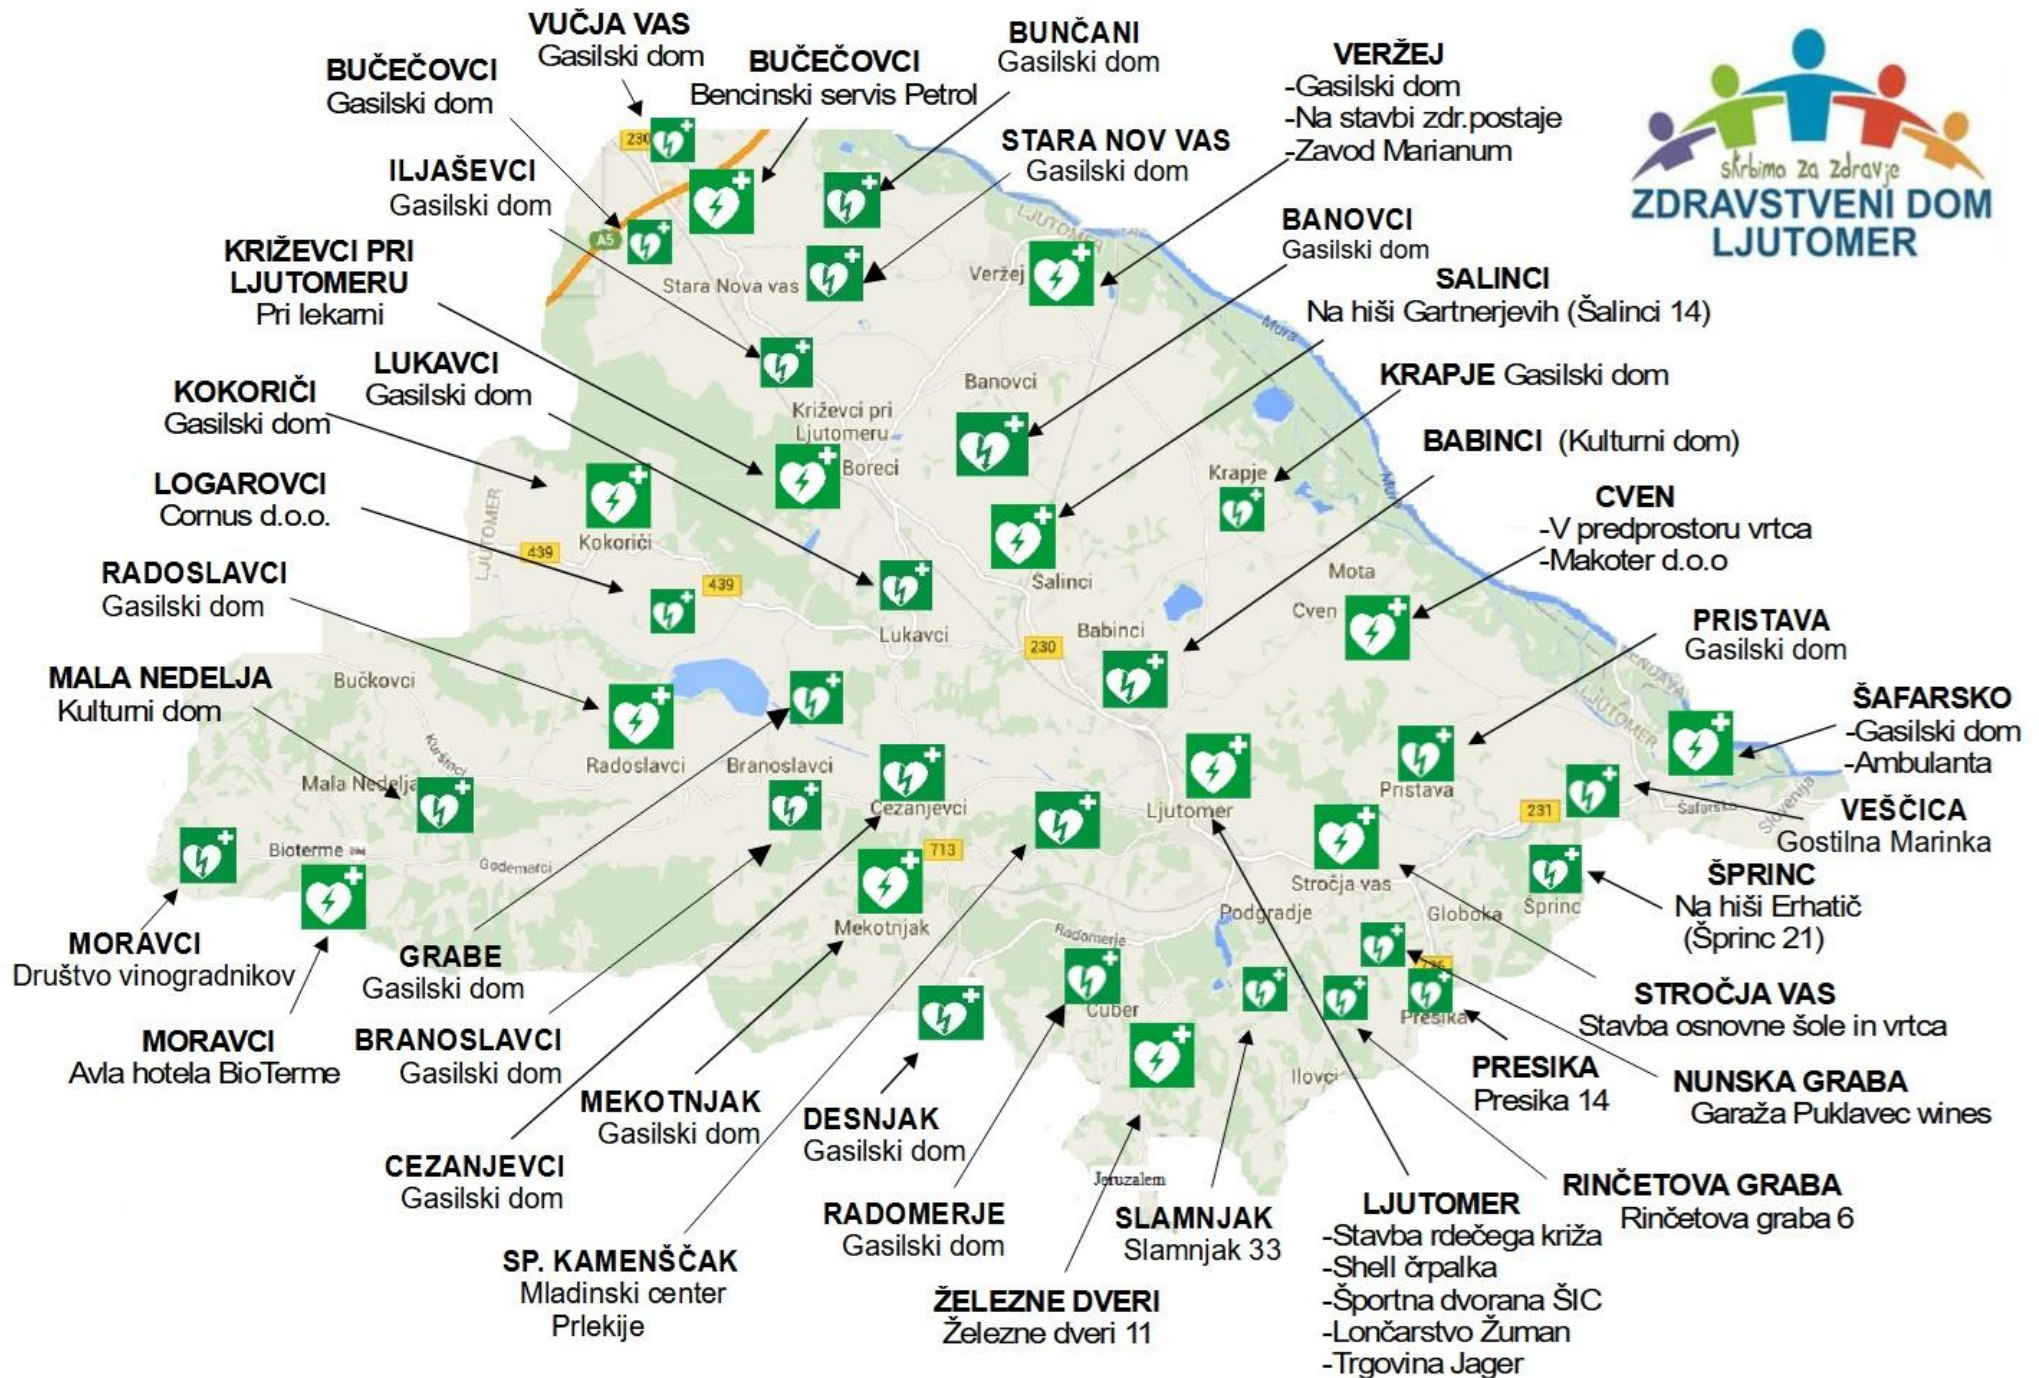 VUČJA VAS
Gasilski dom
BUČEČOVCI
Gasilski dom
BUČEČOVCI
Bencinski servis Petrol
BUNČANI
Gasilski dom
VERŽEJ
-Gasilski dom
-Na stavbi zdr.postaje
-Zavod Marianum
skrbimo za zdravje
ZDRAVSTVENI DOM
LJUTOMER
ILJAŠEVCI
Gasilski dom
STARA NOV VAS
Gasilski dom
BANOVCI
Gasilski dom
KRIŽEVCI PRI
LJUTOMERU
Pri lekarni
SALINCI
Na hiši Gartnerjevih (Šalinci 14)
LUKAVCI
Gasilski dom
KRAPJE Gasilski dom
KOKORIČI
Gasilski dom
BABINCI (Kulturni dom)
LOGAROVCI
Cornus d.o.o.
CVEN
-V predprostoru vrtca
-Makoter d.o.o
RADOSLAVCI
Gasilski dom
PRISTAVA
Gasilski dom
MALA NEDELJA
Kulturni dom
ŠAFARSKO
-Gasilski dom
-Ambulanta
VEŠČICA
Gostilna Marinka
ŠPRINC
Na hiši Erhatič
(Šprinc 21)
MORAVCI
Društvo vinogradnikov
MORAVCI
Avla hotela BioTerme
GRABE
Gasilski dom
BRANOSLAVCI
Gasilski dom
CEZANJEVCI
Gasilski dom
MEKOTNJAK
Gasilski dom
SP. KAMENŠČAK
Mladinski center
Prlekije
DESNJAK
Gasilski dom
RADOMERJE
Gasilski dom
ŽELEZNE DVERI
Železne dveri 11
SLAMNJAK
Slamnjak 33
LJUTOMER
-Stavba rdečega križa
-Shell črpalka
-Športna dvorana ŠIC
-Lončarstvo Žuman
-Trgovina Jager
RINČETOVA GRABA
Rinčetova graba 6
NUNSKA GRABA
Garaža Puklavec wines
PRESIKA
Presika 14
STROČJA VAS
Stavba osnovne šole in vrtca
230
A5
Stara Nova vas
Veržej
LJUTOMER
Mura
Banovci
Križevci pri
Ljutomeru
Boreci
Krapje
Mura
LJUTOMER
Kokoriči
439
439
Šalinci
Mota
Cven
Lukavci
230
Babinci
LENDAVA
LJUTOMER
Bučkovci
Kuršinci
Radoslavci
Branoslavci
Mala Nedelja
Cezanjevci
Ljutomer
Pristava
231
Šafarsko
Slovenija
Bioterme
Godemarci
713
Mekotnjak
Stročja vas
Podgradje
Globoka
Šprinc
Radomerje
Cuber
Presika
Ilovci
Jeruzalem